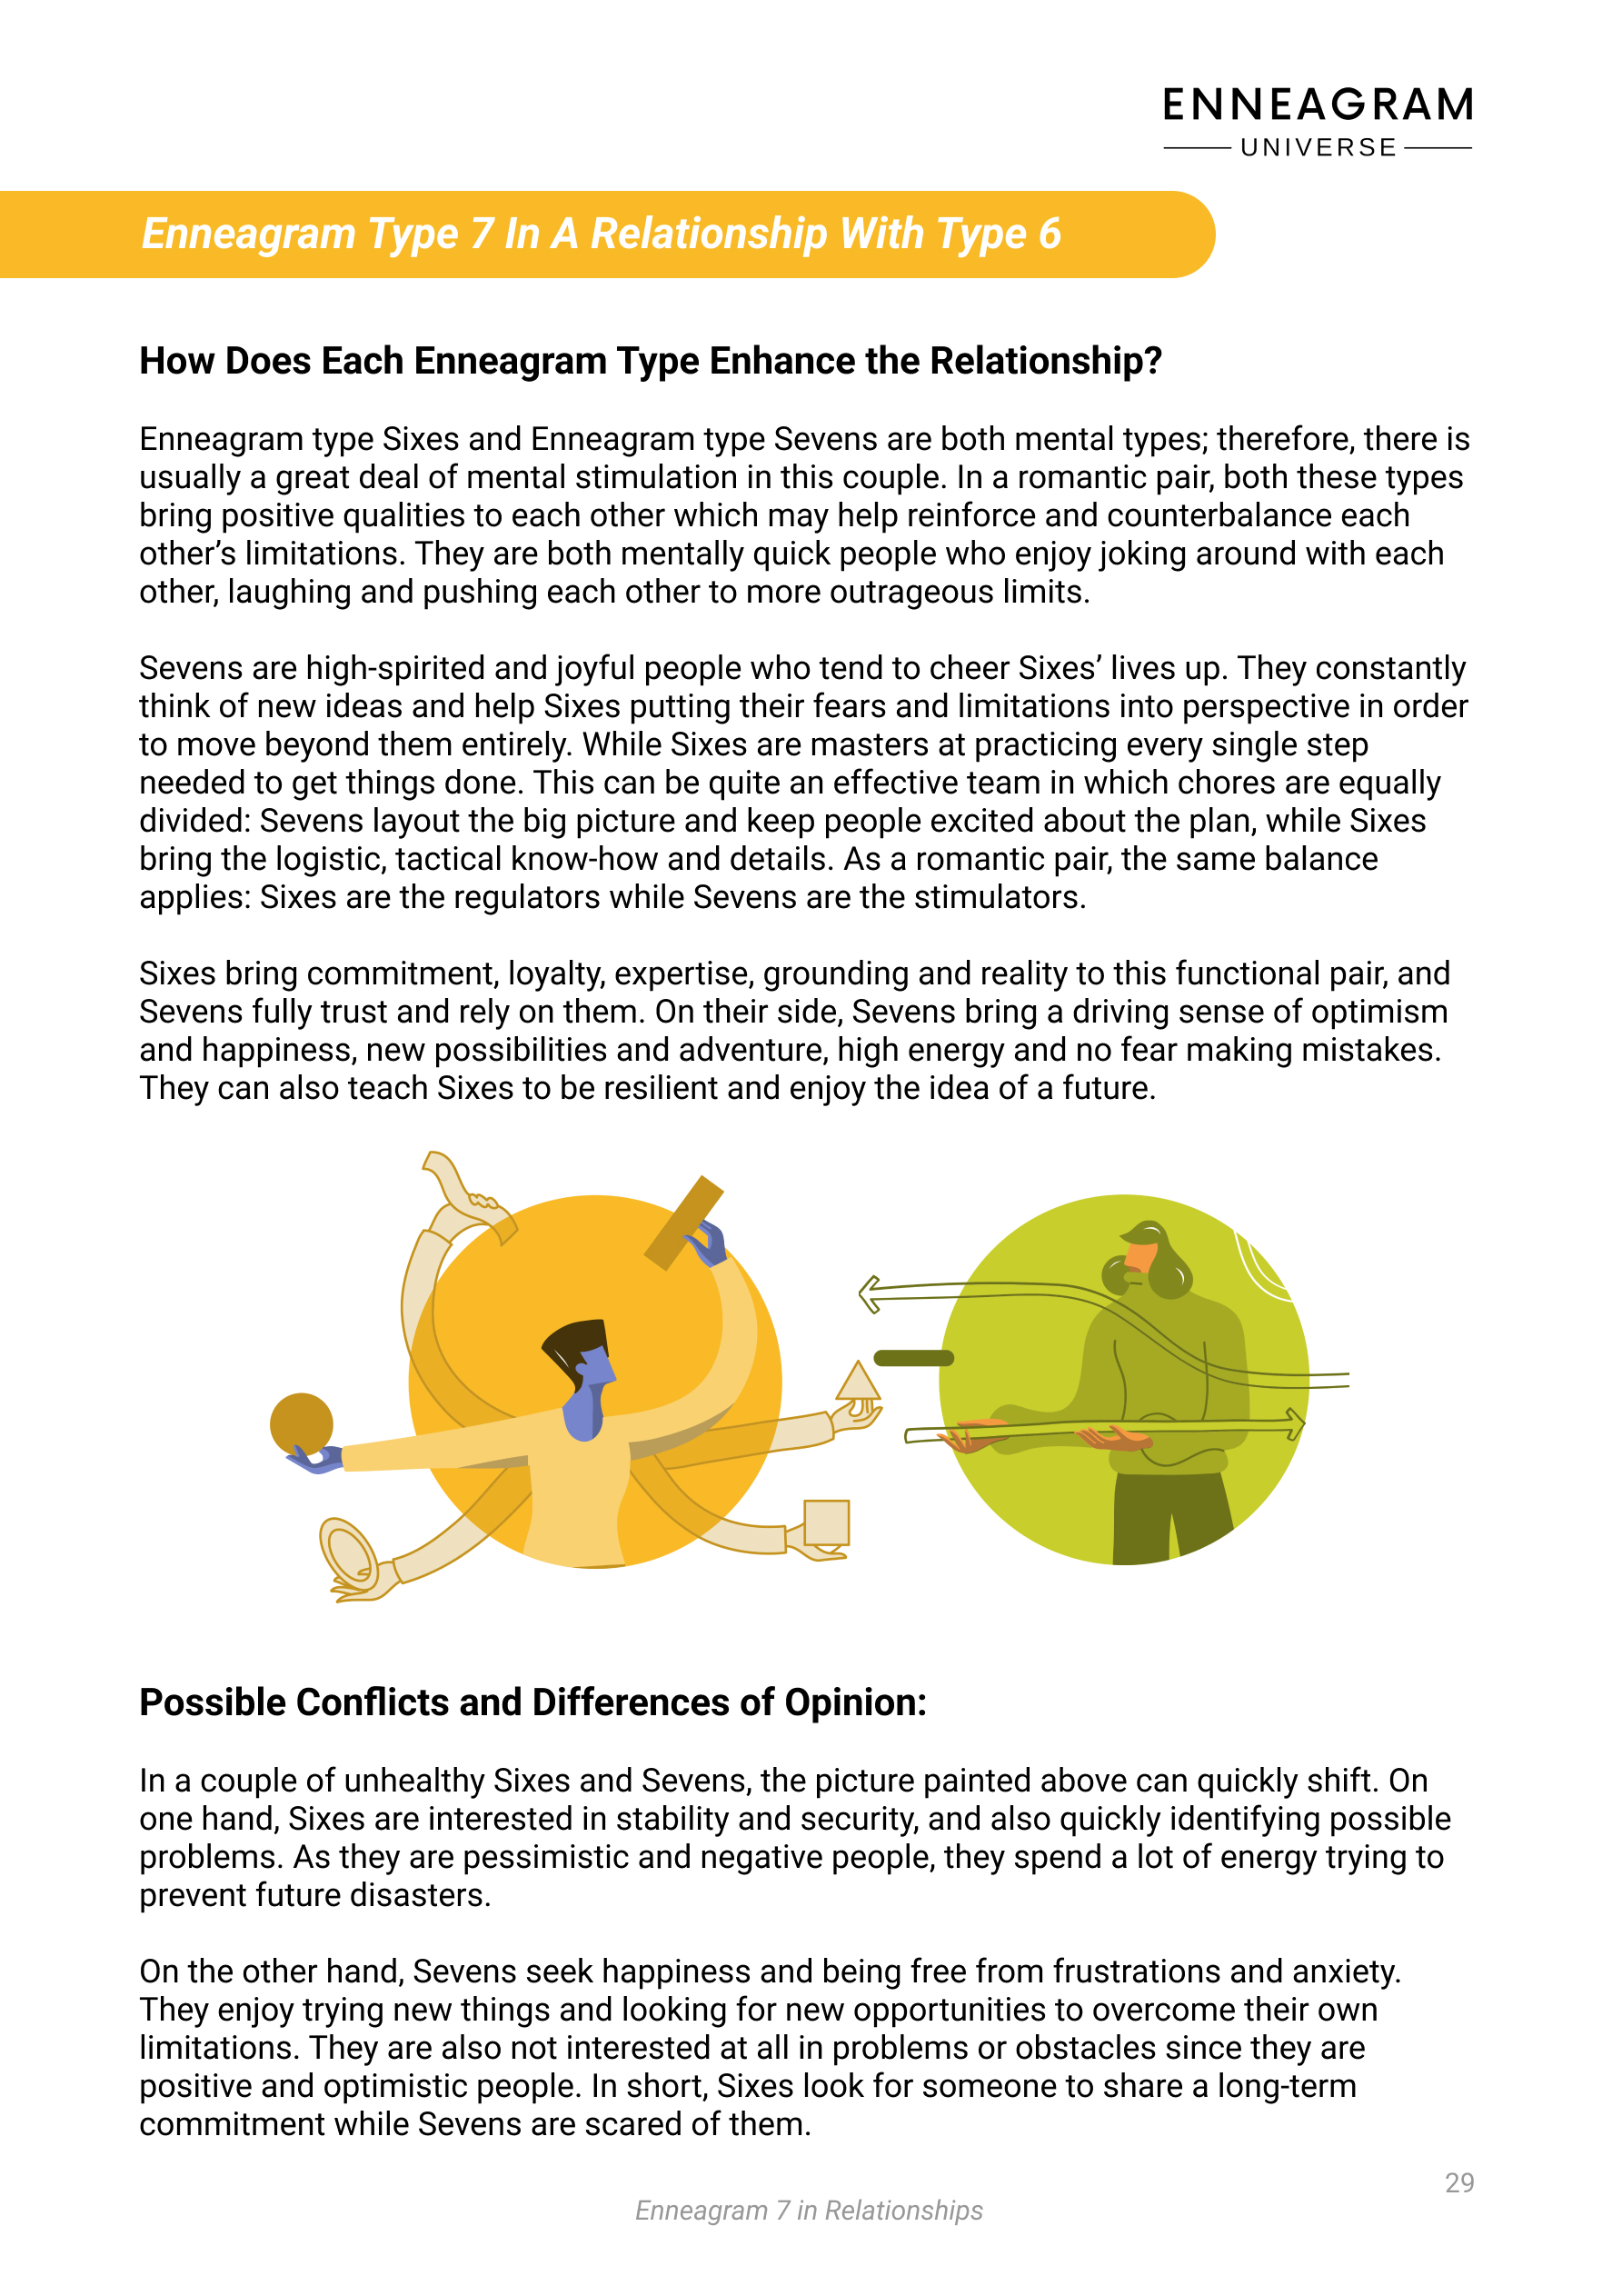 ENNEAGRAM
UNIVERSE
Enneagram Type 7 In A Relationship With Type 6
How Does Each Enneagram Type Enhance the Relationship?
Enneagram type Sixes and Enneagram type Sevens are both mental types; therefore, there is
usually a great deal of mental stimulation in this couple. In a romantic pair, both these types
bring positive qualities to each other which may help reinforce and counterbalance each
other’s limitations. They are both mentally quick people who enjoy joking around with each
other, laughing and pushing each other to more outrageous limits.
Sevens are high-spirited and joyful people who tend to cheer Sixes’ lives up. They constantly
think of new ideas and help Sixes putting their fears and limitations into perspective in order
to move beyond them entirely. While Sixes are masters at practicing every single step
needed to get things done. This can be quite an effective team in which chores are equally
divided: Sevens layout the big picture and keep people excited about the plan, while Sixes
bring the logistic, tactical know-how and details. As a romantic pair, the same balance
applies: Sixes are the regulators while Sevens are the stimulators.
Sixes bring commitment, loyalty, expertise, grounding and reality to this functional pair, and
Sevens fully trust and rely on them. On their side, Sevens bring a driving sense of optimism
and happiness, new possibilities and adventure, high energy and no fear making mistakes.
They can also teach Sixes to be resilient and enjoy the idea of a future.
Possible Conflicts and Differences of Opinion:
In a couple of unhealthy Sixes and Sevens, the picture painted above can quickly shift. On
one hand, Sixes are interested in stability and security, and also quickly identifying possible
problems. As they are pessimistic and negative people, they spend a lot of energy trying to
prevent future disasters.
On the other hand, Sevens seek happiness and being free from frustrations and anxiety.
They enjoy trying new things and looking for new opportunities to overcome their own
limitations. They are also not interested at all in problems or obstacles since they are
positive and optimistic people. In short, Sixes look for someone to share a long-term
commitment while Sevens are scared of them.
29
Enneagram 7 in Relationships